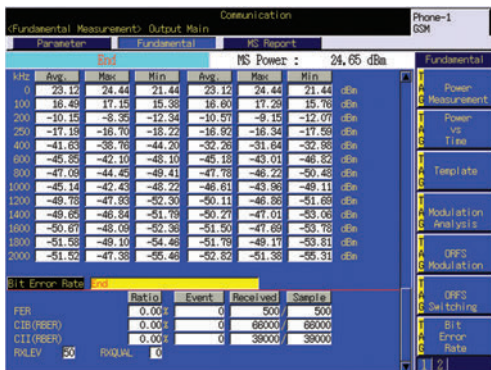 Communication
Phone-1
GSM
<Fundamental Measurement> Output Main
Parameter Fundamental MS Report
End MS Power : 24.65 dBm
Fundamental
kHz Avg. Max Min Avg. Max Min
0 23.12 24.44 21.44 23.12 24.44 21.44 dBm
100 16.49 17.15 15.38 16.60 17.29 15.76 dBm
200 -10.15 -8.35 -12.34 -10.57 -9.15 -12.07 dBm
250 -17.19 -16.70 -18.22 -16.92 -16.34 -17.59 dBm
400 -41.63 -38.76 -44.20 -32.26 -31.64 -32.98 dBm
600 -45.85 -42.10 -48.10 -45.18 -43.01 -46.82 dBm
800 -47.09 -44.45 -49.41 -47.78 -46.22 -50.48 dBm
1000 -45.14 -42.43 -48.22 -46.61 -43.96 -49.11 dBm
1200 -49.78 -47.93 -52.30 -50.11 -46.86 -51.69 dBm
1400 -49.65 -46.84 -51.79 -50.27 -47.01 -53.06 dBm
1600 -50.67 -48.09 -52.36 -51.50 -47.69 -53.78 dBm
1800 -51.58 -49.10 -54.46 -51.79 -49.17 -53.81 dBm
2000 -51.52 -47.38 -55.46 -52.82 -51.38 -55.31 dBm
Bit Error Rate End
Ratio Event Received Sample
FER 0.00% 0 500/ 500
CIB(RBER) 0.00% 0 66000/ 66000
CII(RBER) 0.00% 0 39000/ 39000
RXLEV 50 RXQUAL 0
TAG Power Measurement
TAG Power vs Time
TAG Template
TAG Modulation Analysis
TAG ORFS Modulation
TAG ORFS Switching
TAG Bit Error Rate
1 2